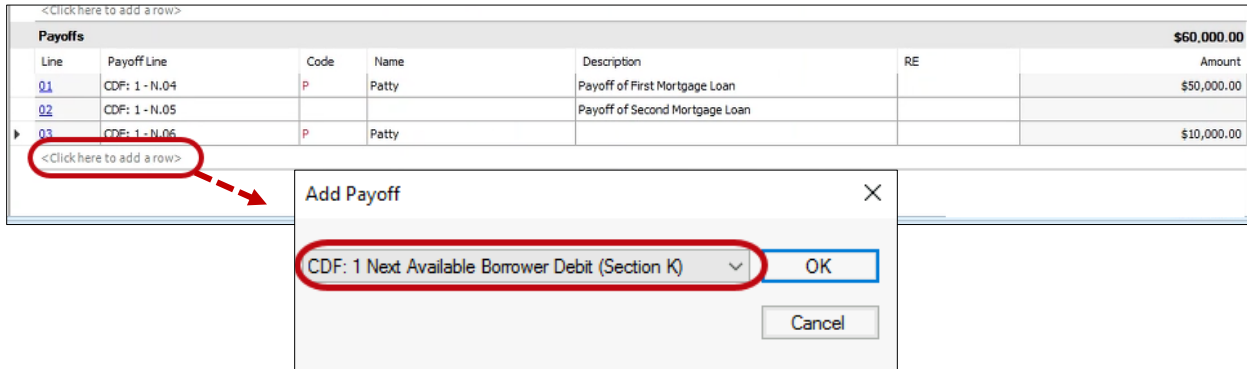 <Click here to add a row>
Payoffs $60,000.00
Line Payoff Line Code Name Description RE Amount
01 CDF: 1 - N.04 P Patty Payoff of First Mortgage Loan $50,000.00
02 CDF: 1 - N.05 Payoff of Second Mortgage Loan
03 CDF: 1 - N.06 P Patty $10,000.00
<Click here to add a row>
Add Payoff
CDF: 1 Next Available Borrower Debit (Section K) OK
Cancel